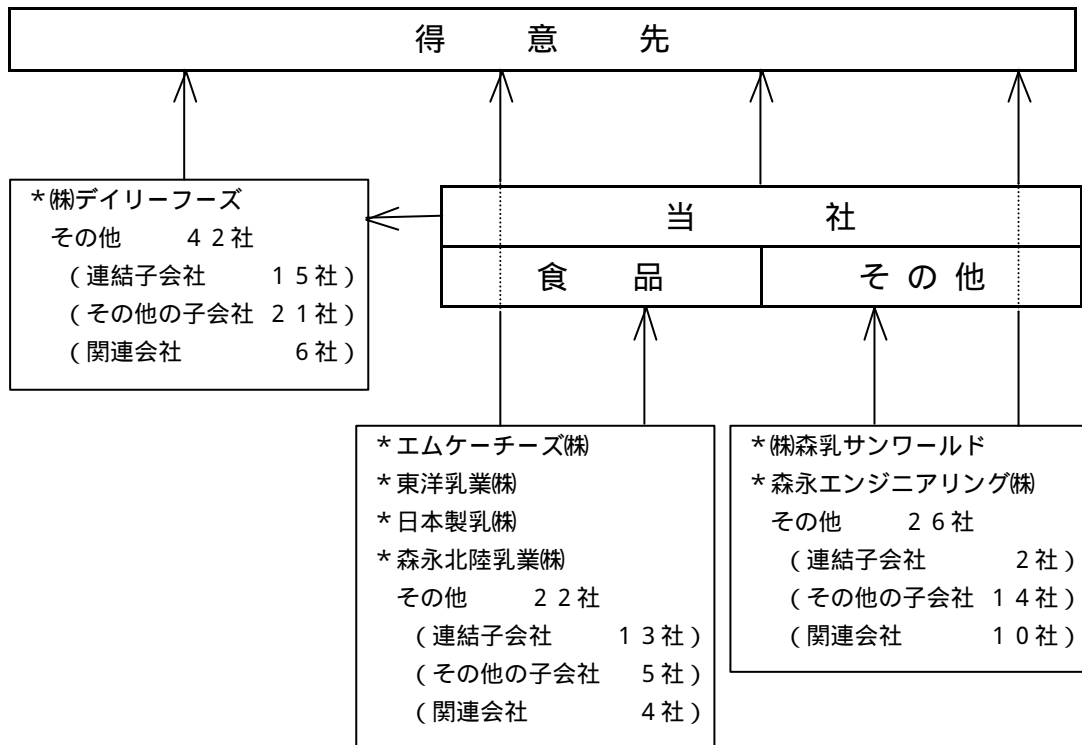 得 意 先
*㈱デイリーフーズ
その他 42社
(連結子会社 15社)
(その他の子会社 21社)
(関連会社 6社)
当 社
食 品
その他
*エムケーチーズ㈱
*東洋乳業㈱
*日本製乳㈱
*森永北陸乳業㈱
その他 22社
(連結子会社 13社)
(その他の子会社 5社)
(関連会社 4社)
*㈱森乳サンワールド
*森永エンジニアリング㈱
その他 26社
(連結子会社 2社)
(その他の子会社 14社)
(関連会社 10社)